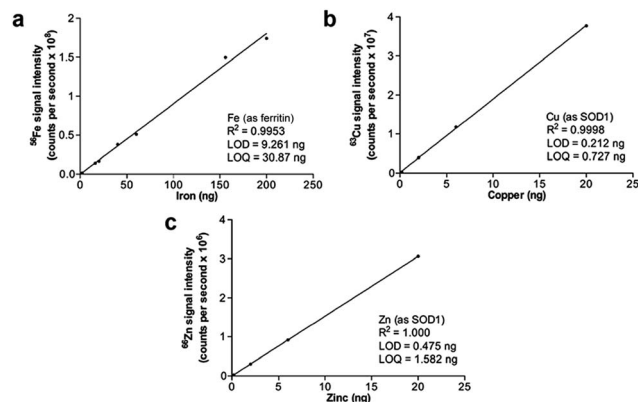 a
⁵⁶Fe signal intensity
(counts per second x 10⁸)
2.0
1.5
1.0
0.5
0.0
0
50
100
150
200
250
Iron (ng)
Fe (as ferritin)
R² = 0.9953
LOD = 9.261 ng
LOQ = 30.87 ng
b
⁶³Cu signal intensity
(counts per second x 10⁷)
4
3
2
1
0
0
5
10
15
20
25
Copper (ng)
Cu (as SOD1)
R² = 0.9998
LOD = 0.212 ng
LOQ = 0.727 ng
c
⁶⁶Zn signal intensity
(counts per second x 10⁶)
4
3
2
1
0
0
5
10
15
20
25
Zinc (ng)
Zn (as SOD1)
R² = 1.000
LOD = 0.475 ng
LOQ = 1.582 ng